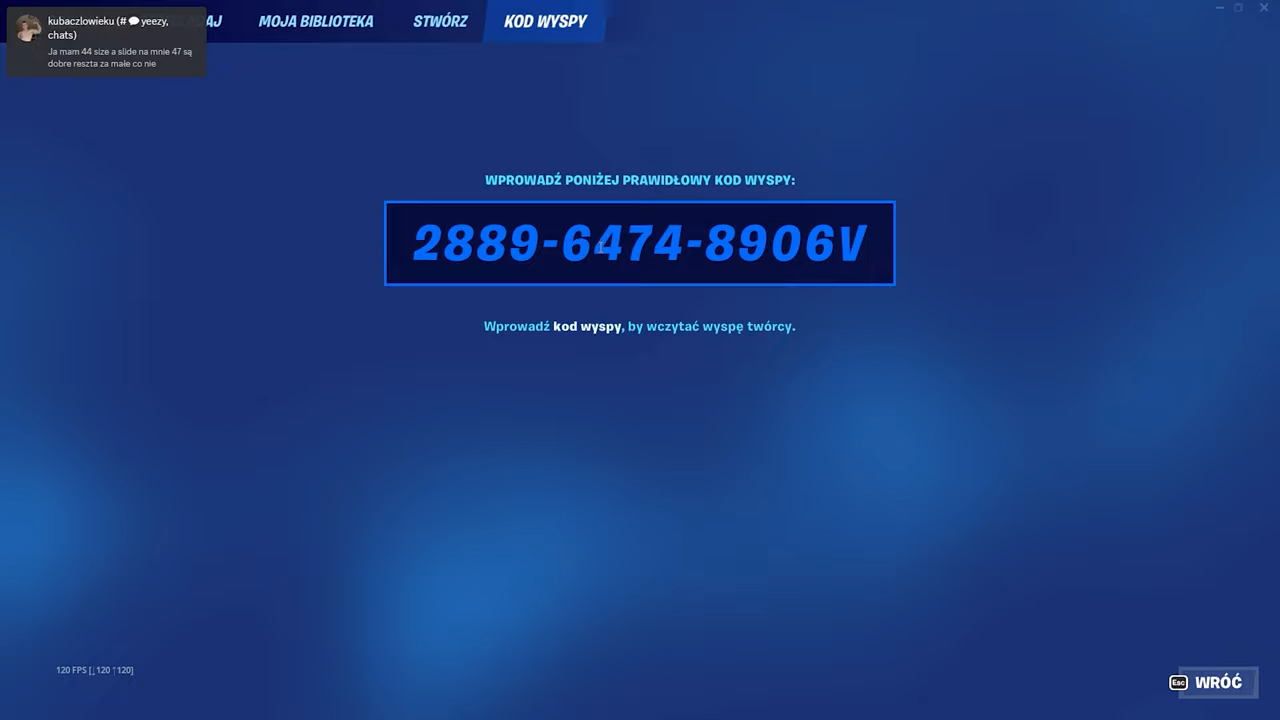 kubaczlowieku (#💬yeezy,
chats)
Ja mam 44 size a slide na mnie 47 są
dobre reszta za małe co nie
MOJA BIBLIOTEKA
STWÓRZ
KOD WYSPY
WPROWADŹ PONIŻEJ PRAWIDŁOWY KOD WYSPY:
2889-6474-8906V
Wprowadź kod wyspy, by wczytać wyspę twórcy.
120 FPS [↓120 ↑120]
Esc WRÓĆ